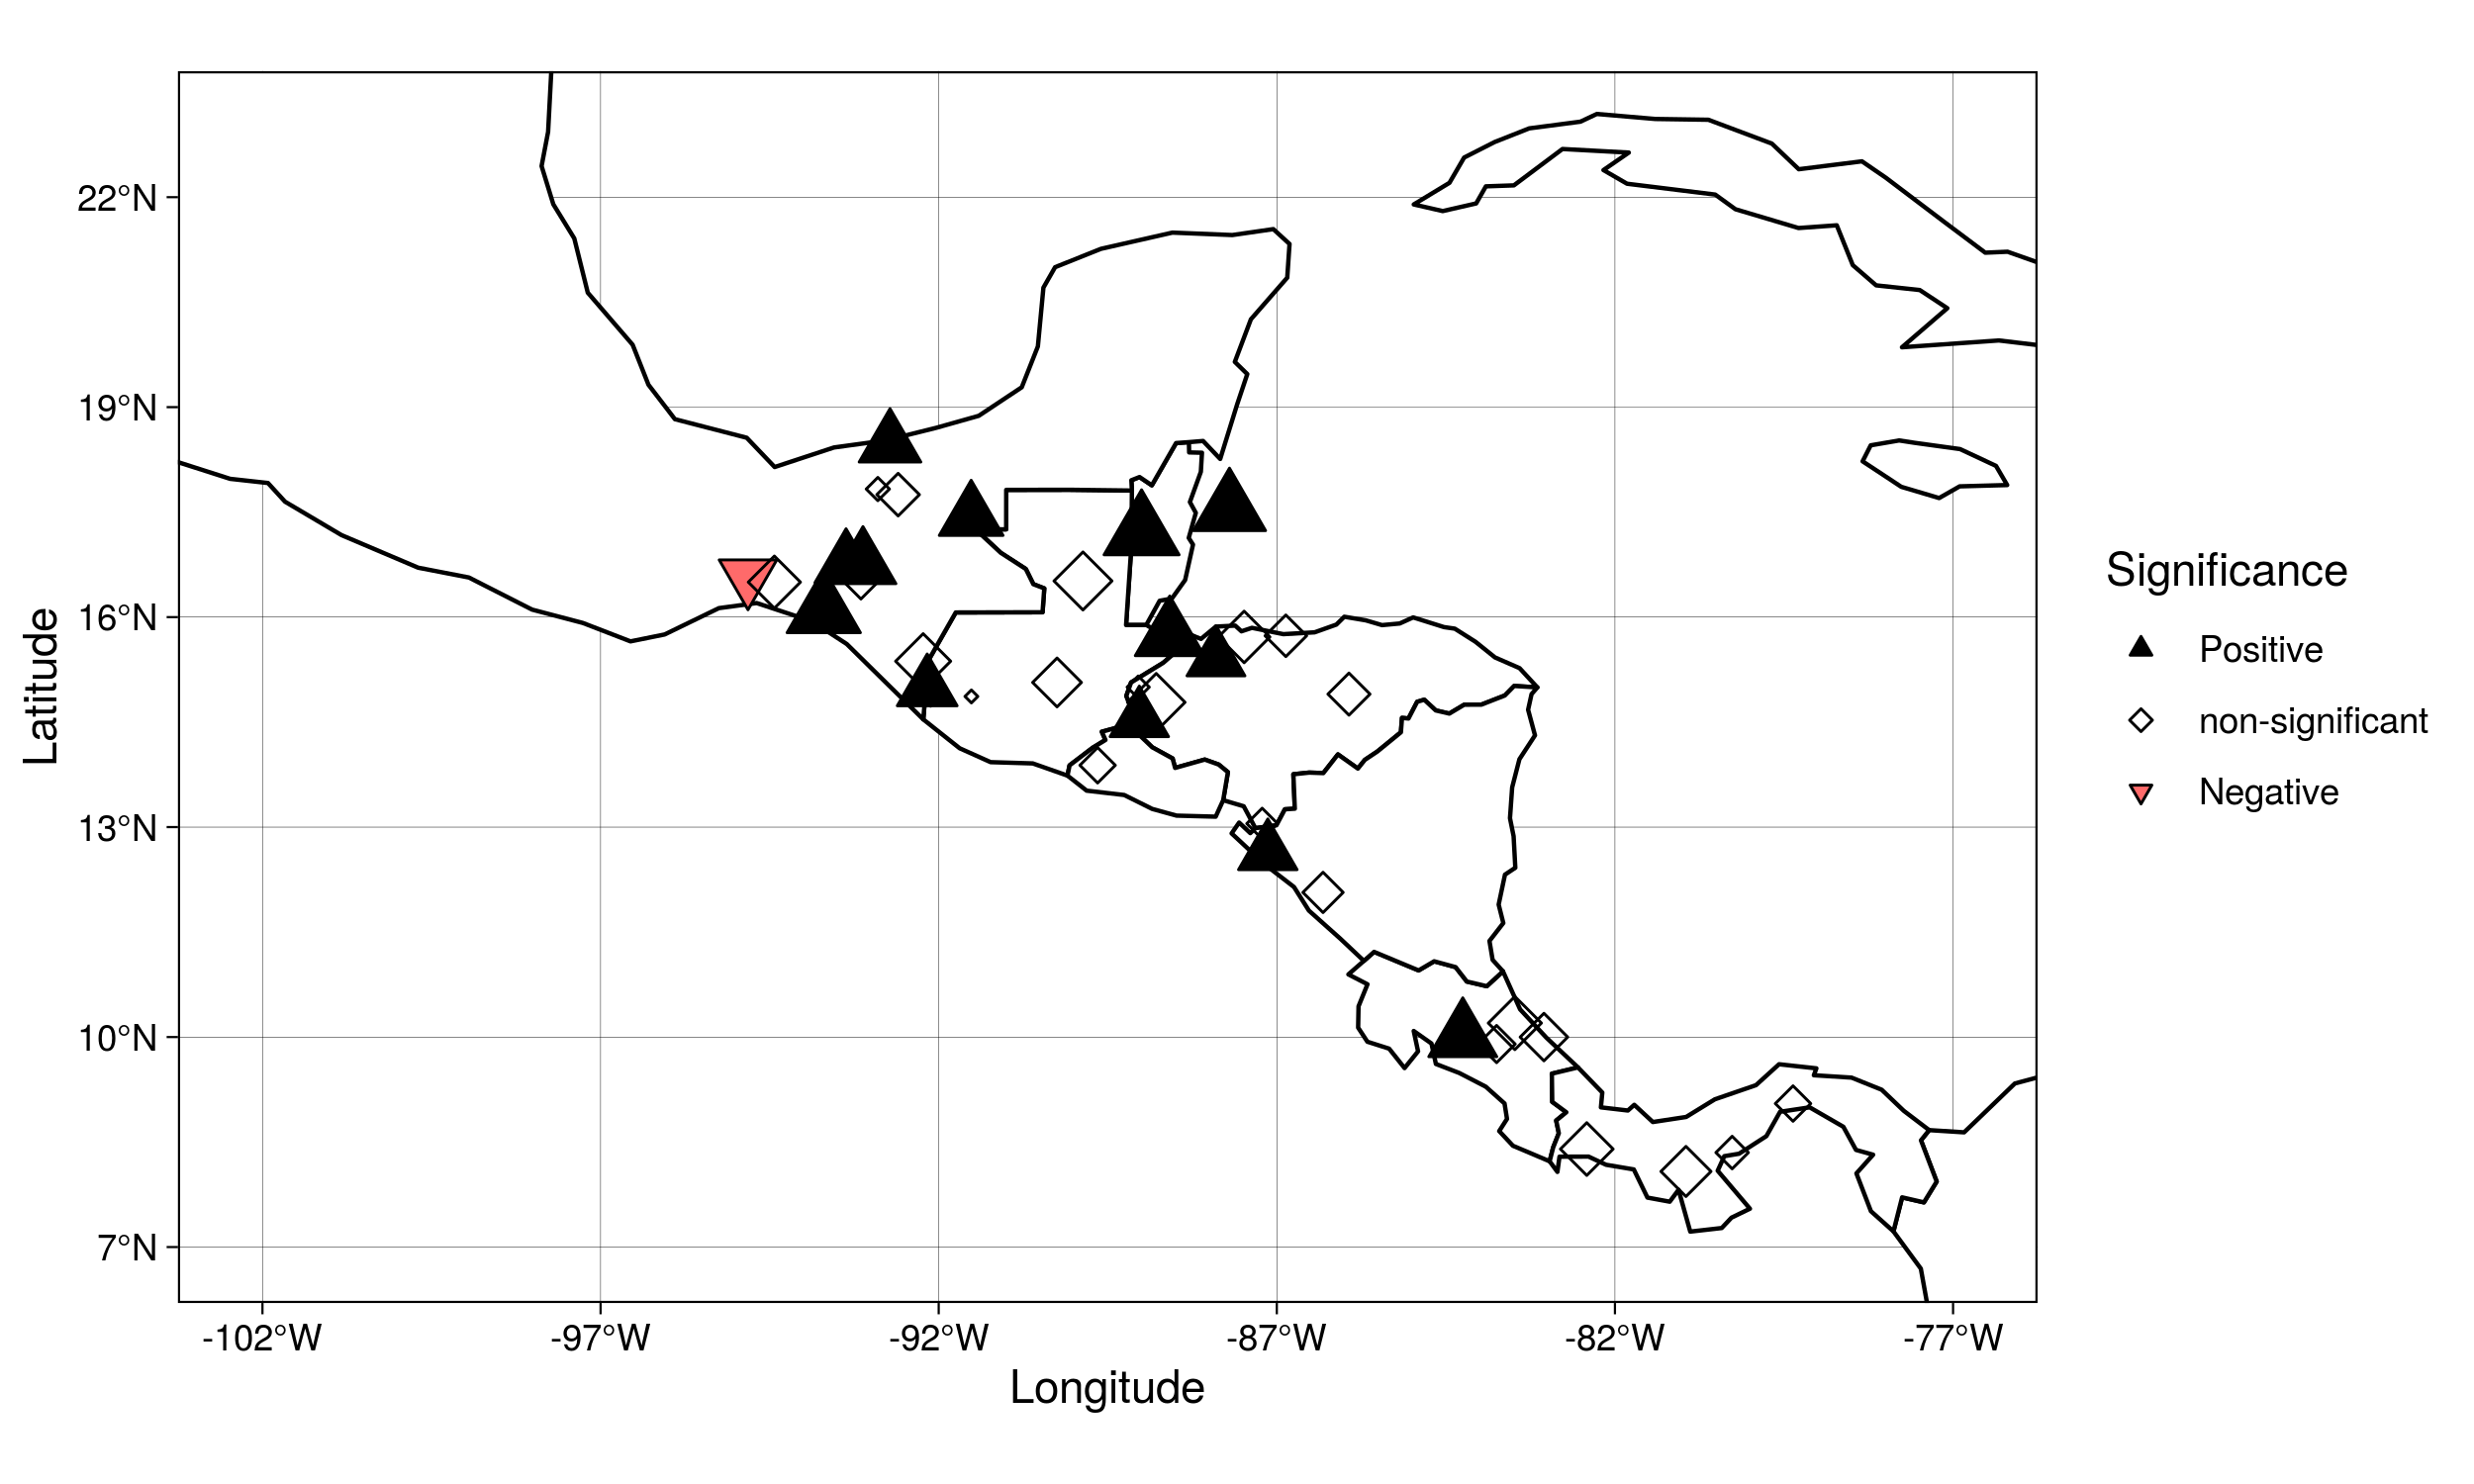 22°N
19°N
16°N
13°N
10°N
7°N
Latitude
-102°W -97°W -92°W -87°W -82°W -77°W
Longitude
Significance
Positive
non-significant
Negative